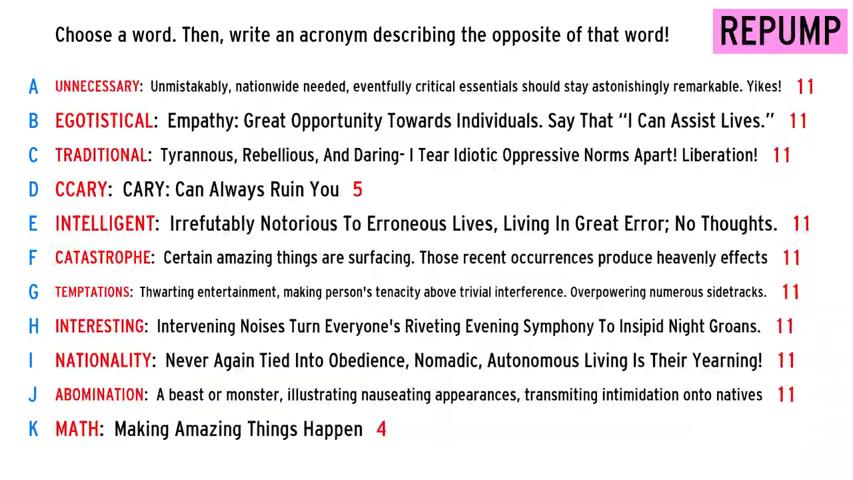 Choose a word. Then, write an acronym describing the opposite of that word!
REPUMP
A UNNECESSARY: Unmistakably, nationwide needed, eventfully critical essentials should stay astonishingly remarkable. Yikes! 11
B EGOTISTICAL: Empathy: Great Opportunity Towards Individuals. Say That “I Can Assist Lives.” 11
C TRADITIONAL: Tyrannous, Rebellious, And Daring- I Tear Idiotic Oppressive Norms Apart! Liberation! 11
D CCARY: CARY: Can Always Ruin You 5
E INTELLIGENT: Irrefutably Notorious To Erroneous Lives, Living In Great Error; No Thoughts. 11
F CATASTROPHE: Certain amazing things are surfacing. Those recent occurrences produce heavenly effects 11
G TEMPTATIONS: Thwarting entertainment, making person's tenacity above trivial interference. Overpowering numerous sidetracks. 11
H INTERESTING: Intervening Noises Turn Everyone's Riveting Evening Symphony To Insipid Night Groans. 11
I NATIONALITY: Never Again Tied Into Obedience, Nomadic, Autonomous Living Is Their Yearning! 11
J ABOMINATION: A beast or monster, illustrating nauseating appearances, transmiting intimidation onto natives 11
K MATH: Making Amazing Things Happen 4